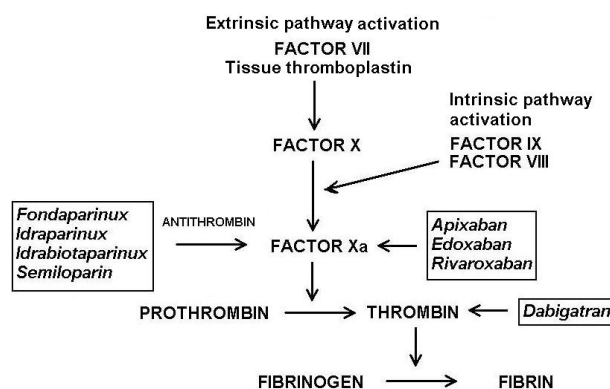 Extrinsic pathway activation
FACTOR VII
Tissue thromboplastin
Intrinsic pathway
activation
FACTOR X
FACTOR IX
FACTOR VIII
Fondaparinux
Idraparinux
Idrabiotaparinux
Semiloparin
ANTITHROMBIN
FACTOR Xa
Apixaban
Edoxaban
Rivaroxaban
PROTHROMBIN
THROMBIN
Dabigatran
FIBRINOGEN
FIBRIN